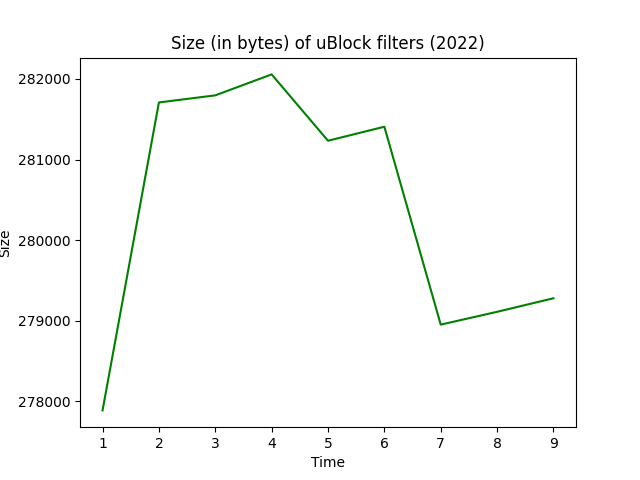 Size (in bytes) of uBlock filters (2022)
282000
281000
280000
279000
278000
Size
1 2 3 4 5 6 7 8 9
Time